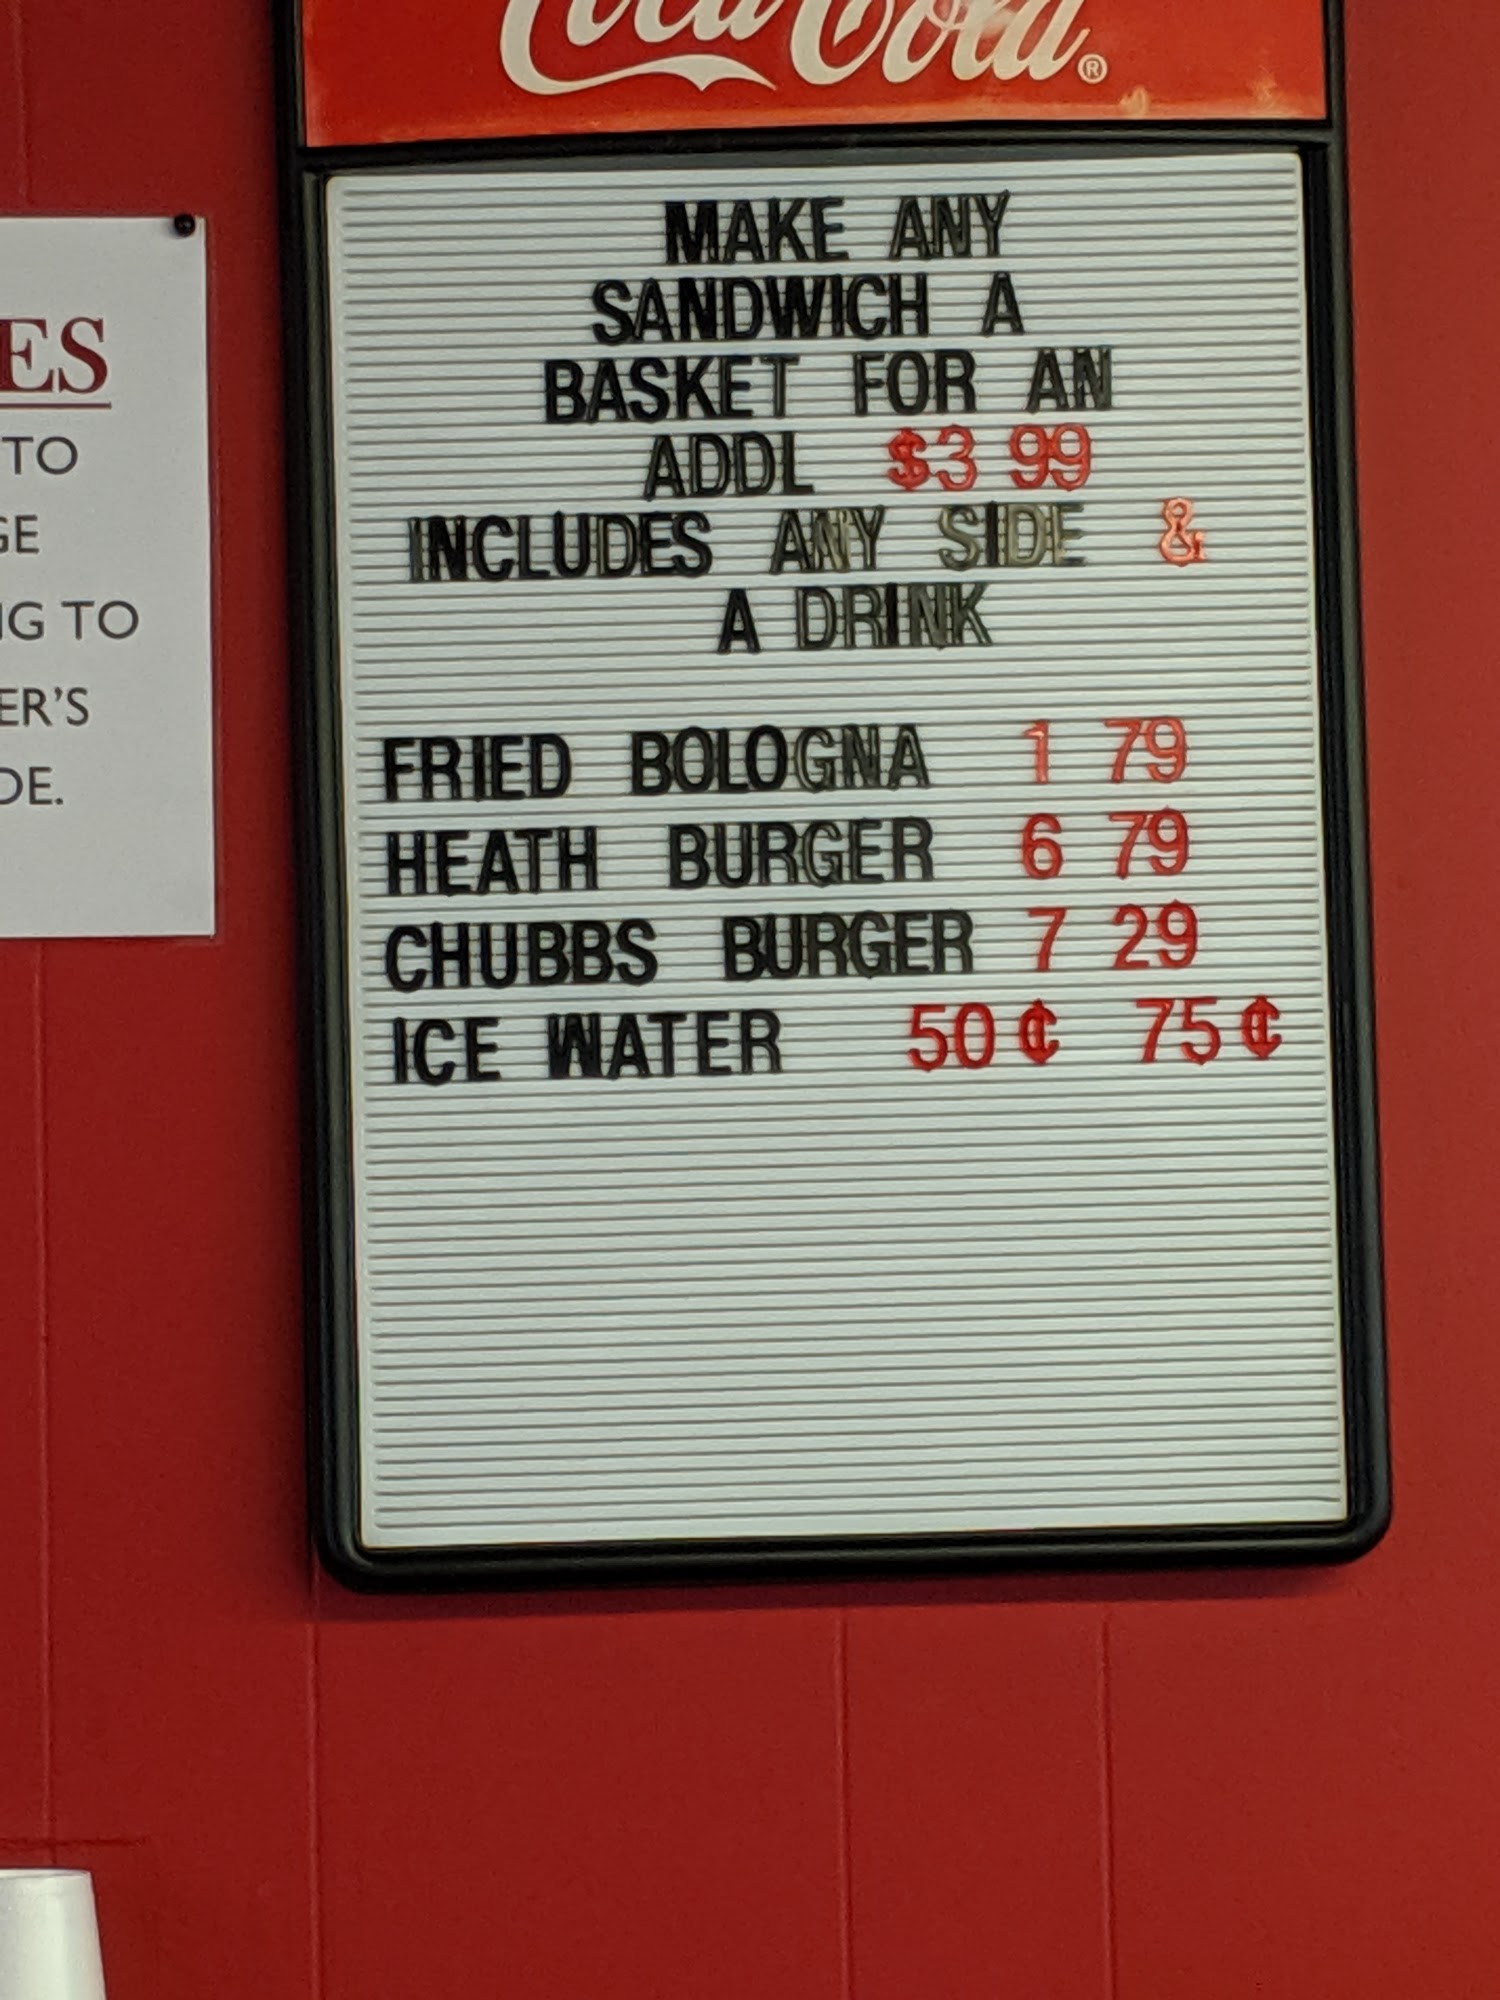 Coca-Cola®
MAKE ANY
SANDWICH A
BASKET FOR AN
ADDL $3 99
INCLUDES ANY SIDE &
A DRINK
FRIED BOLOGNA 1 79
HEATH BURGER 6 79
CHUBBS BURGER 7 29
ICE WATER 50¢ 75¢
ES
TO
GE
NG TO
ER'S
DE.